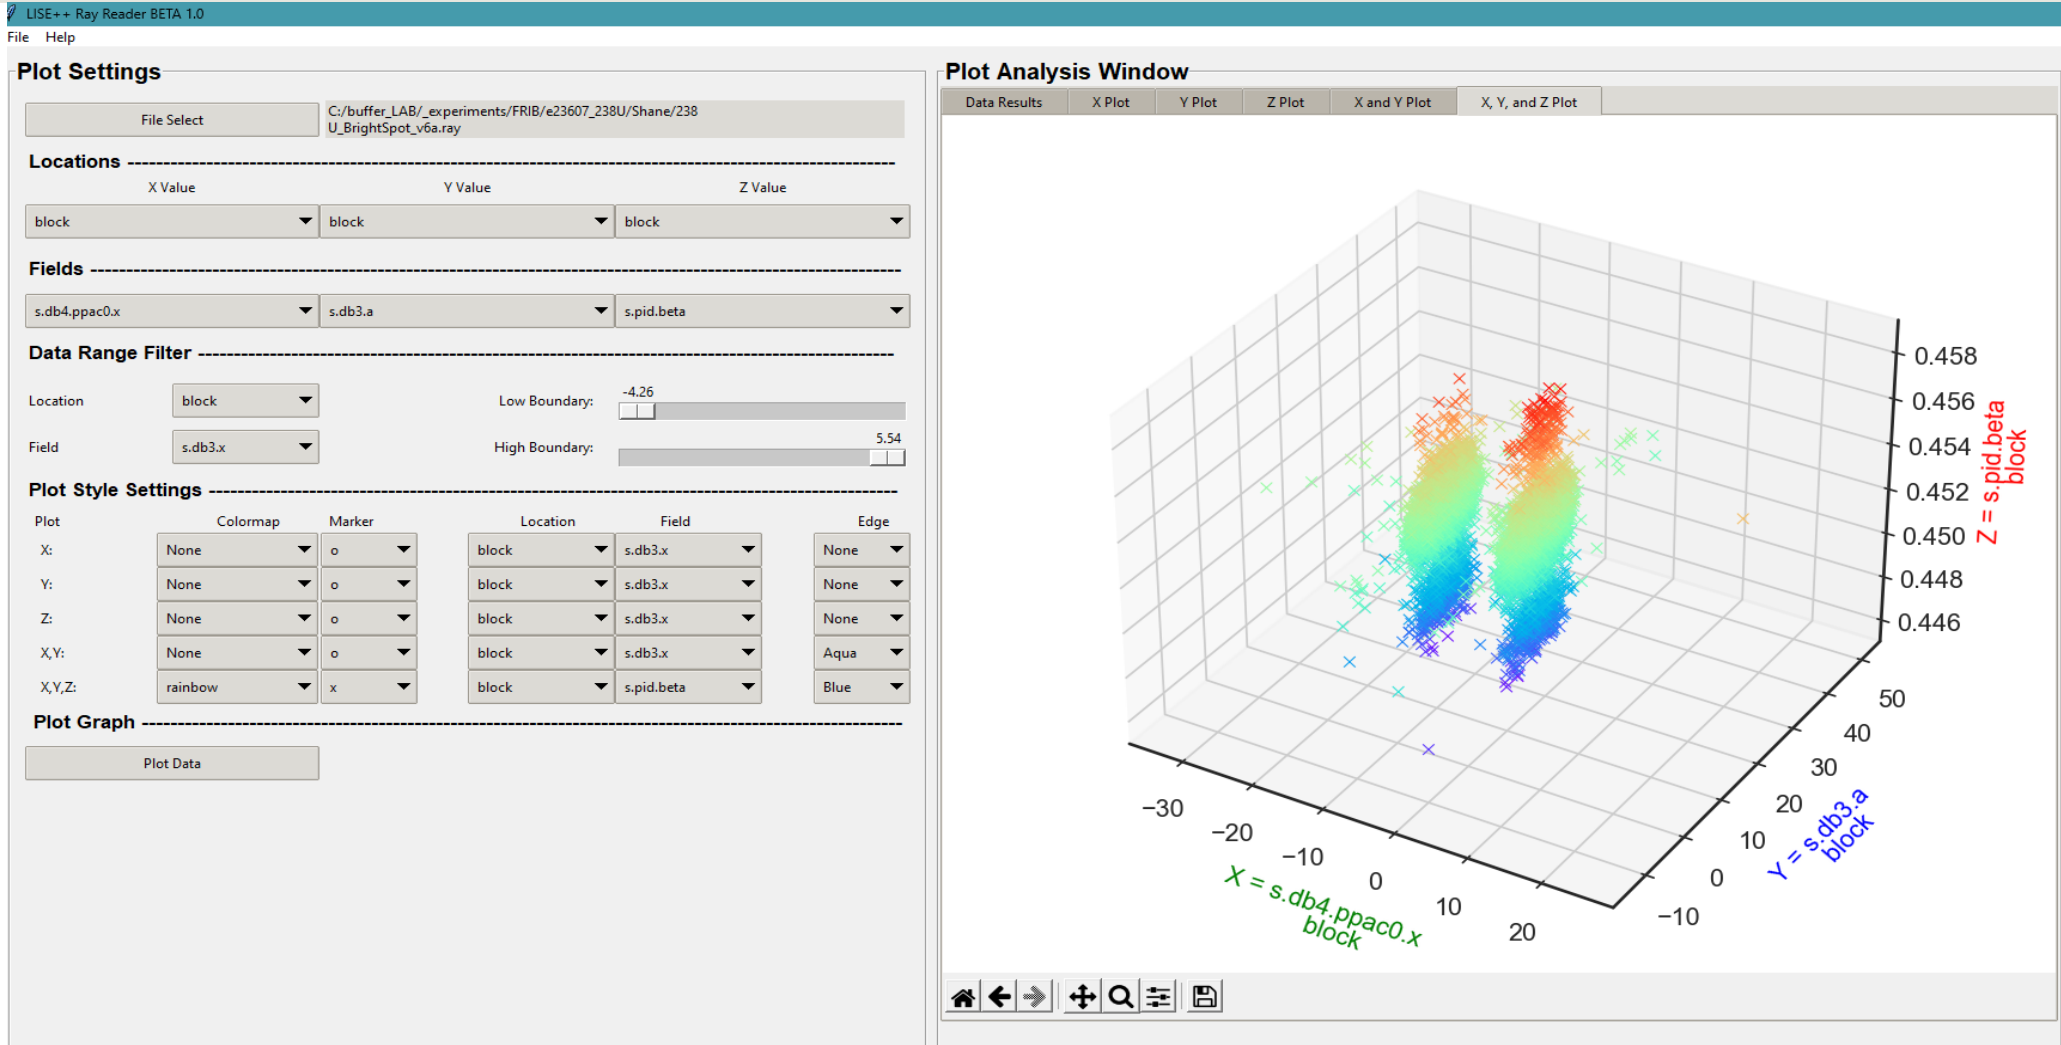 LISE++ Ray Reader BETA 1.0
File Help
Plot Settings
File Select
C:/buffer_LAB/_experiments/FRIB/e23607_238U/Shane/238
U_BrightSpot_v6a.ray
Locations
X Value Y Value Z Value
block block block
Fields
s.db4.ppac0.x s.db3.a s.pid.beta
Data Range Filter
Location block Low Boundary: -4.26
Field s.db3.x High Boundary: 5.54
Plot Style Settings
Plot Colormap Marker Location Field Edge
X: None o block s.db3.x None
Y: None o block s.db3.x None
Z: None o block s.db3.x None
X,Y: None o block s.db3.x Aqua
X,Y,Z: rainbow x block s.pid.beta Blue
Plot Graph
Plot Data
Plot Analysis Window
Data Results X Plot Y Plot Z Plot X and Y Plot X, Y, and Z Plot
0.458
0.456
0.454
0.452
0.450
0.448
0.446
Z = s.pid.beta
block
50
40
30
20
10
0
−10
Y = s.db3.a
block
−30
−20
−10
0
10
20
X = s.db4.ppac0.x
block